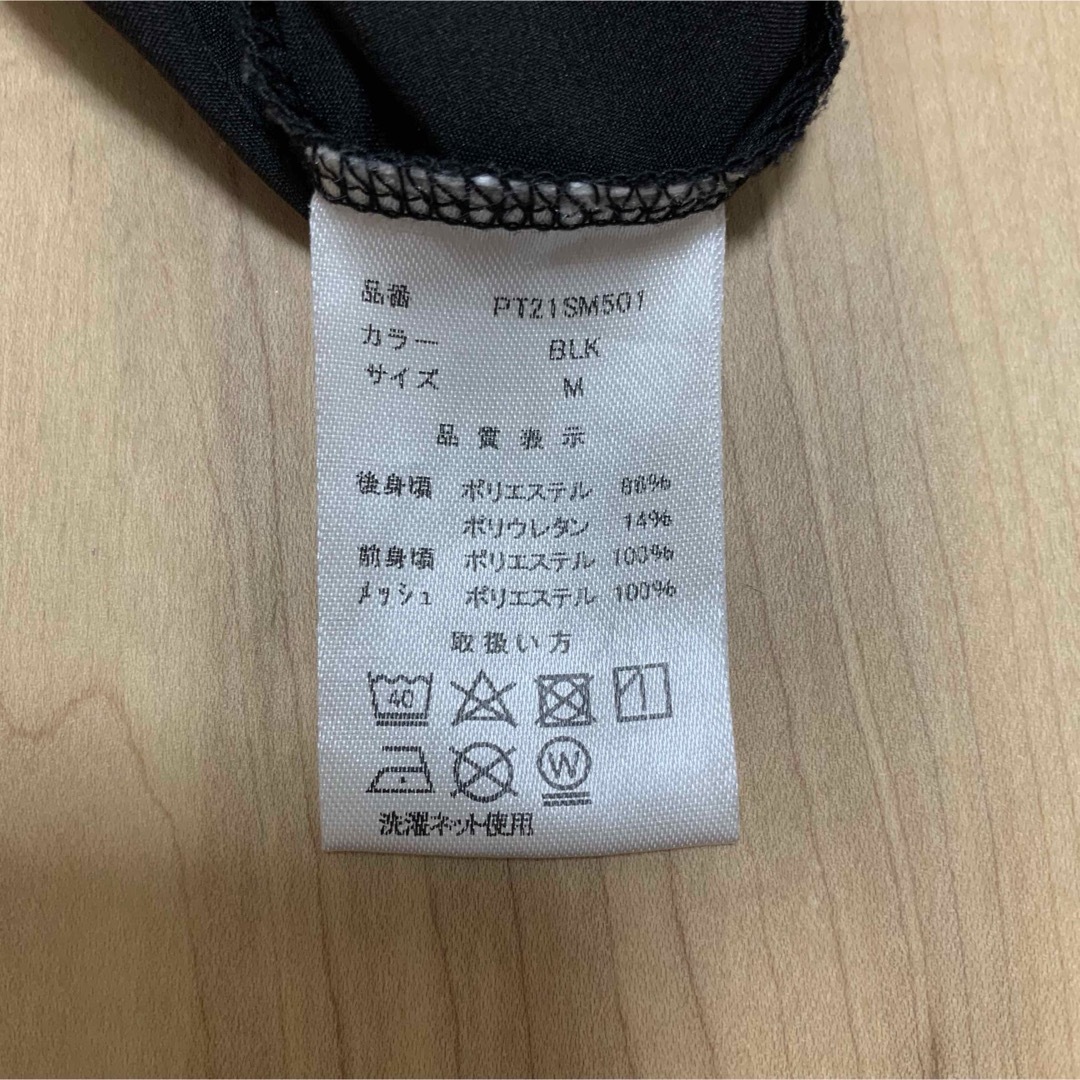 品番 PT21SM501
カラー BLK
サイズ M
品質表示
後身頃 ポリエステル 86%
ポリウレタン 14%
前身頃 ポリエステル 100%
メッシュ ポリエステル 100%
取扱い方
40
W
洗濯ネット使用